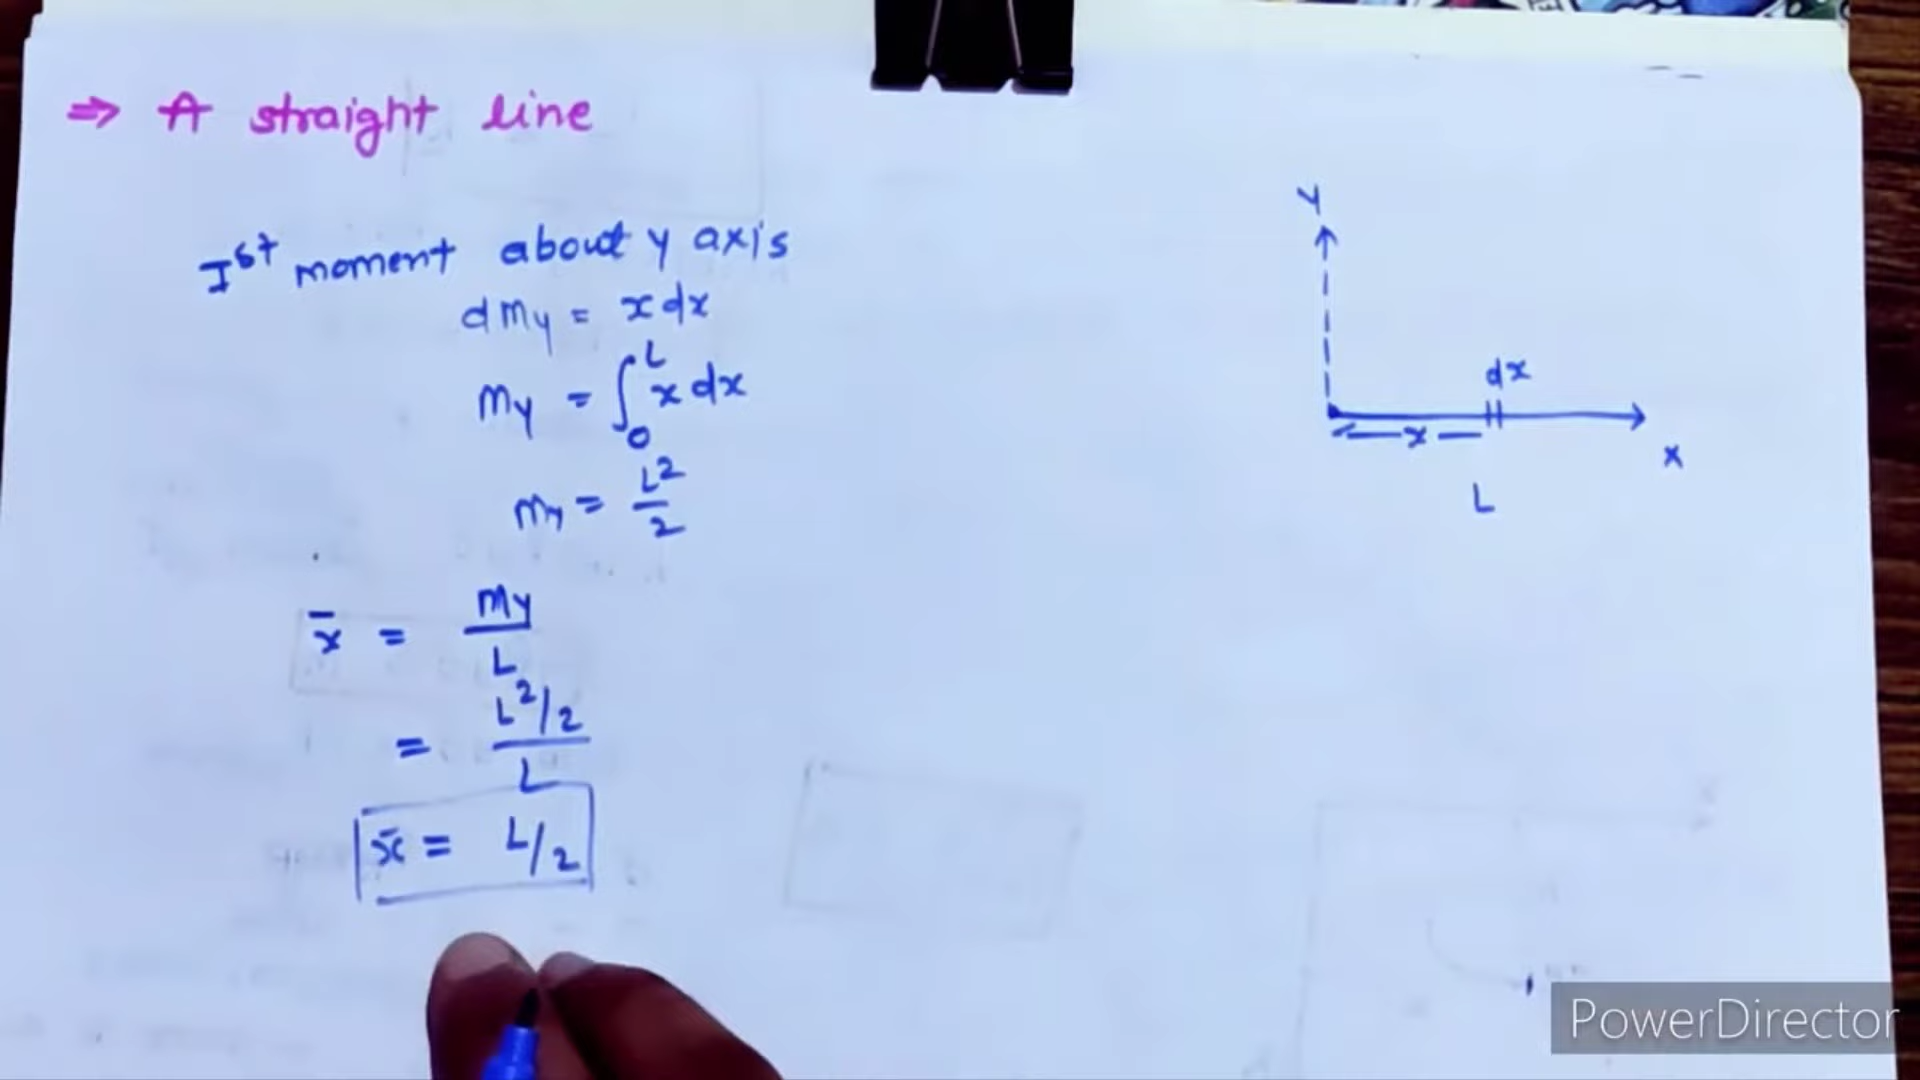 ⇒ A straight line
Ist moment about y axis
dmy = x dx
my = ∫₀ᴸ x dx
my = L²/2
x̄ = my/L
= L²/2 / L
x̄ = L/2
Y
dx
x
X
L
PowerDirector